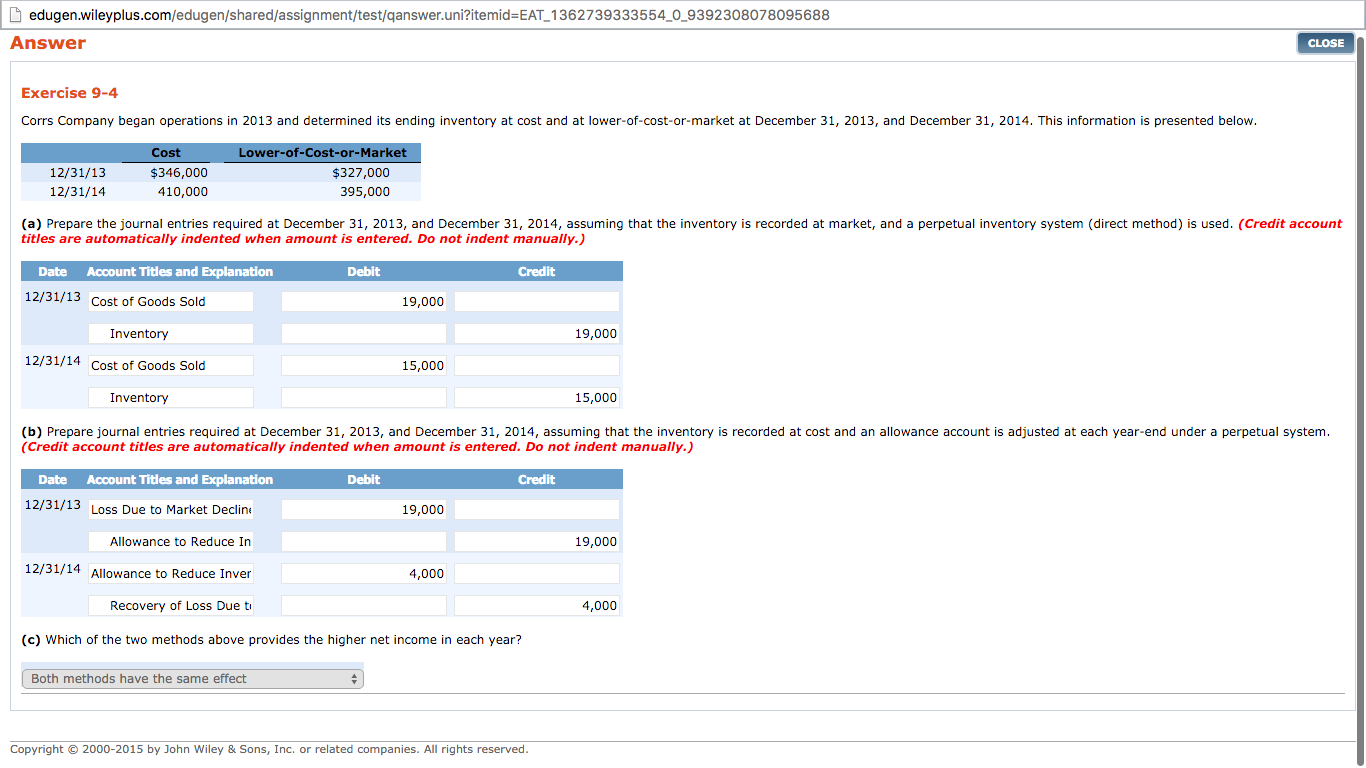 edugen.wileyplus.com/edugen/shared/assignment/test/qanswer.uni?itemid=EAT_1362739333554_0_9392308078095688
Answer
CLOSE
Exercise 9-4
Corrs Company began operations in 2013 and determined its ending inventory at cost and at lower-of-cost-or-market at December 31, 2013, and December 31, 2014. This information is presented below.
Cost Lower-of-Cost-or-Market
12/31/13 $346,000 $327,000
12/31/14 410,000 395,000
(a) Prepare the journal entries required at December 31, 2013, and December 31, 2014, assuming that the inventory is recorded at market, and a perpetual inventory system (direct method) is used. (Credit account
titles are automatically indented when amount is entered. Do not indent manually.)
Date Account Titles and Explanation Debit Credit
12/31/13 Cost of Goods Sold 19,000
Inventory 19,000
12/31/14 Cost of Goods Sold 15,000
Inventory 15,000
(b) Prepare journal entries required at December 31, 2013, and December 31, 2014, assuming that the inventory is recorded at cost and an allowance account is adjusted at each year-end under a perpetual system.
(Credit account titles are automatically indented when amount is entered. Do not indent manually.)
Date Account Titles and Explanation Debit Credit
12/31/13 Loss Due to Market Decline 19,000
Allowance to Reduce In 19,000
12/31/14 Allowance to Reduce Inver 4,000
Recovery of Loss Due t 4,000
(c) Which of the two methods above provides the higher net income in each year?
Both methods have the same effect
Copyright © 2000-2015 by John Wiley & Sons, Inc. or related companies. All rights reserved.